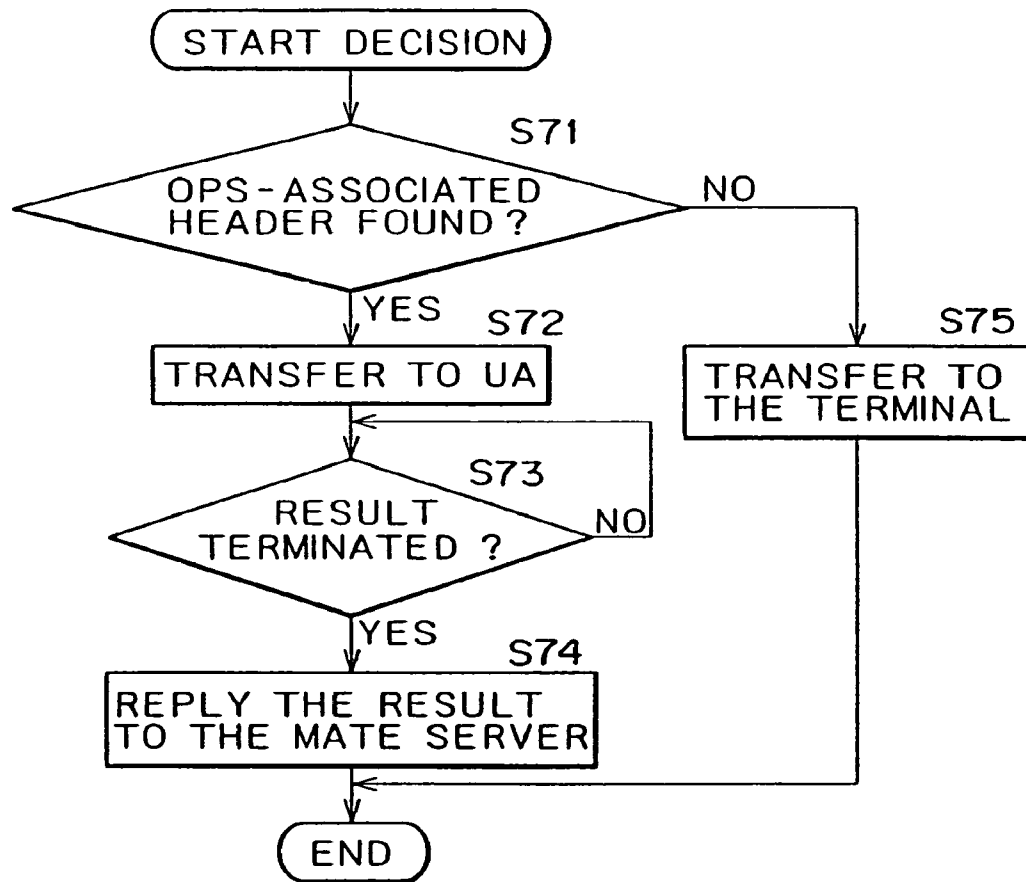 START DECISION
S71
OPS-ASSOCIATED
HEADER FOUND?
NO
YES
S72
TRANSFER TO UA
S75
TRANSFER TO
THE TERMINAL
S73
RESULT
TERMINATED ?
NO
YES
S74
REPLY THE RESULT
TO THE MATE SERVER
END